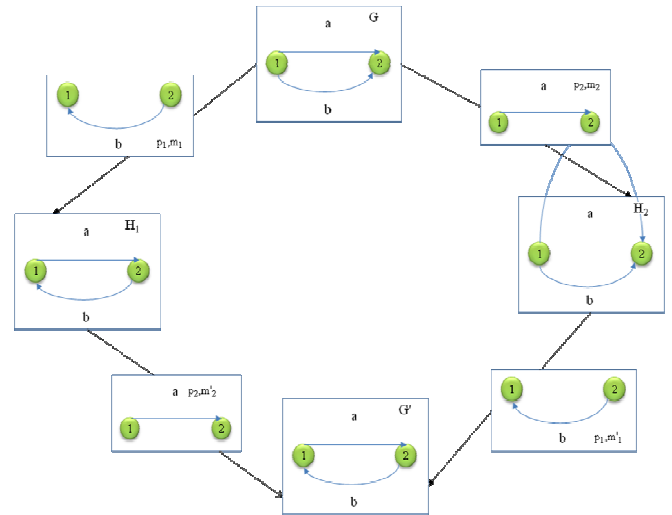 a G
1 2
b
1 2
b p₁,m₁
a p₂,m₂
1 2
a H₁
1 2
b
a H₂
1 2
b
a p₂,m'₂
1 2
a G'
1 2
b
1 2
b p₁,m'₁